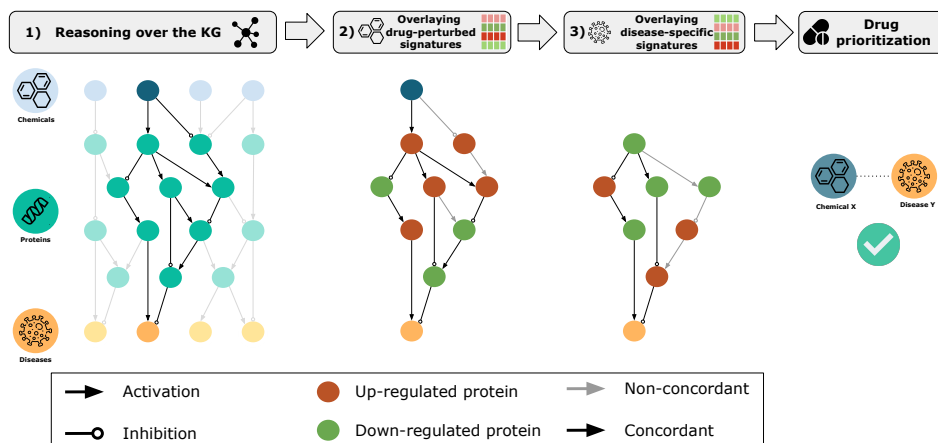 1) Reasoning over the KG
2) Overlaying
drug-perturbed
signatures
3) Overlaying
disease-specific
signatures
Drug
prioritization
Chemicals
Proteins
Diseases
Chemical X
Disease Y
Activation
Up-regulated protein
Non-concordant
Inhibition
Down-regulated protein
Concordant